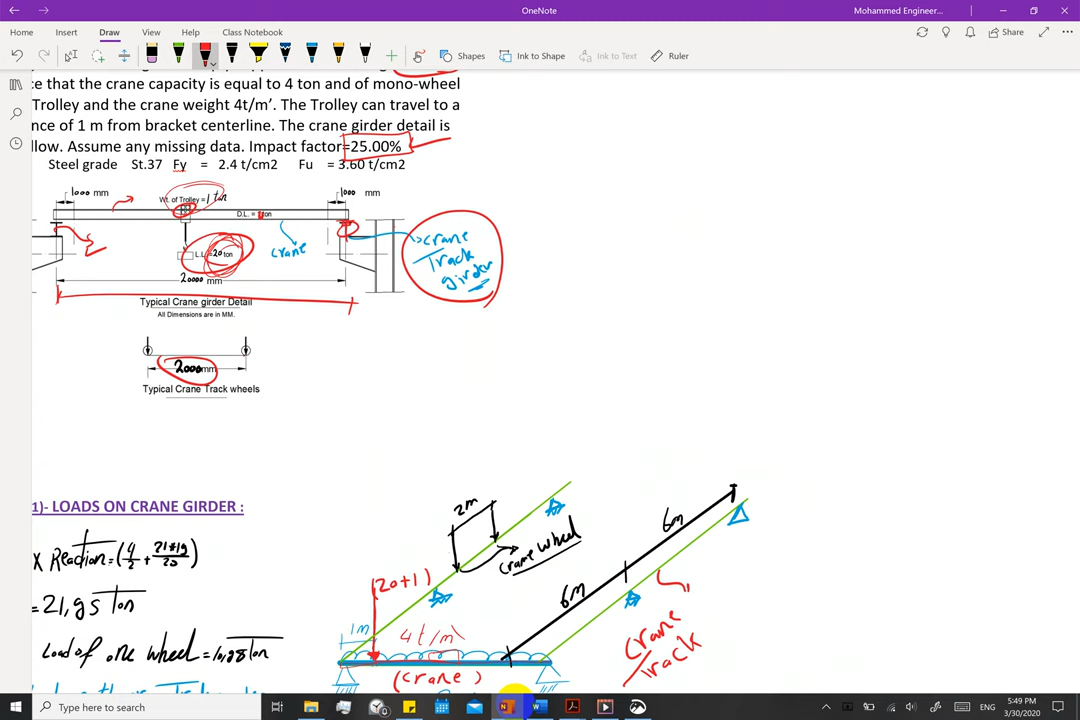 OneNote
Mohammed Engineer...
Home Insert Draw View Help Class Notebook
Shapes Ink to Shape Ink to Text Ruler
Share
ce that the crane capacity is equal to 4 ton and of mono-wheel
Trolley and the crane weight 4t/m'. The Trolley can travel to a
nce of 1 m from bracket centerline. The crane girder detail is
llow. Assume any missing data. Impact factor=25.00%
Steel grade St.37 Fy = 2.4 t/cm2 Fu = 3.60 t/cm2
1000 mm
Wt. of Trolley = 1 ton
1000 mm
D.L. = ton
L.L = 20 ton
crane
crane
Track
girder
20000 mm
Typical Crane girder Detail
All Dimensions are in MM.
2000mm
Typical Crane Track wheels
1)- LOADS ON CRANE GIRDER :
2m
6m
crane wheel
X Reaction = (4/2 + 21*19/20)
(20+1)
6m
= 21,95 ton
1m
4t/m\
Crane
Track
Load of one wheel = 10,98 ton
(crane)
Type here to search
ENG
5:49 PM
3/30/2020